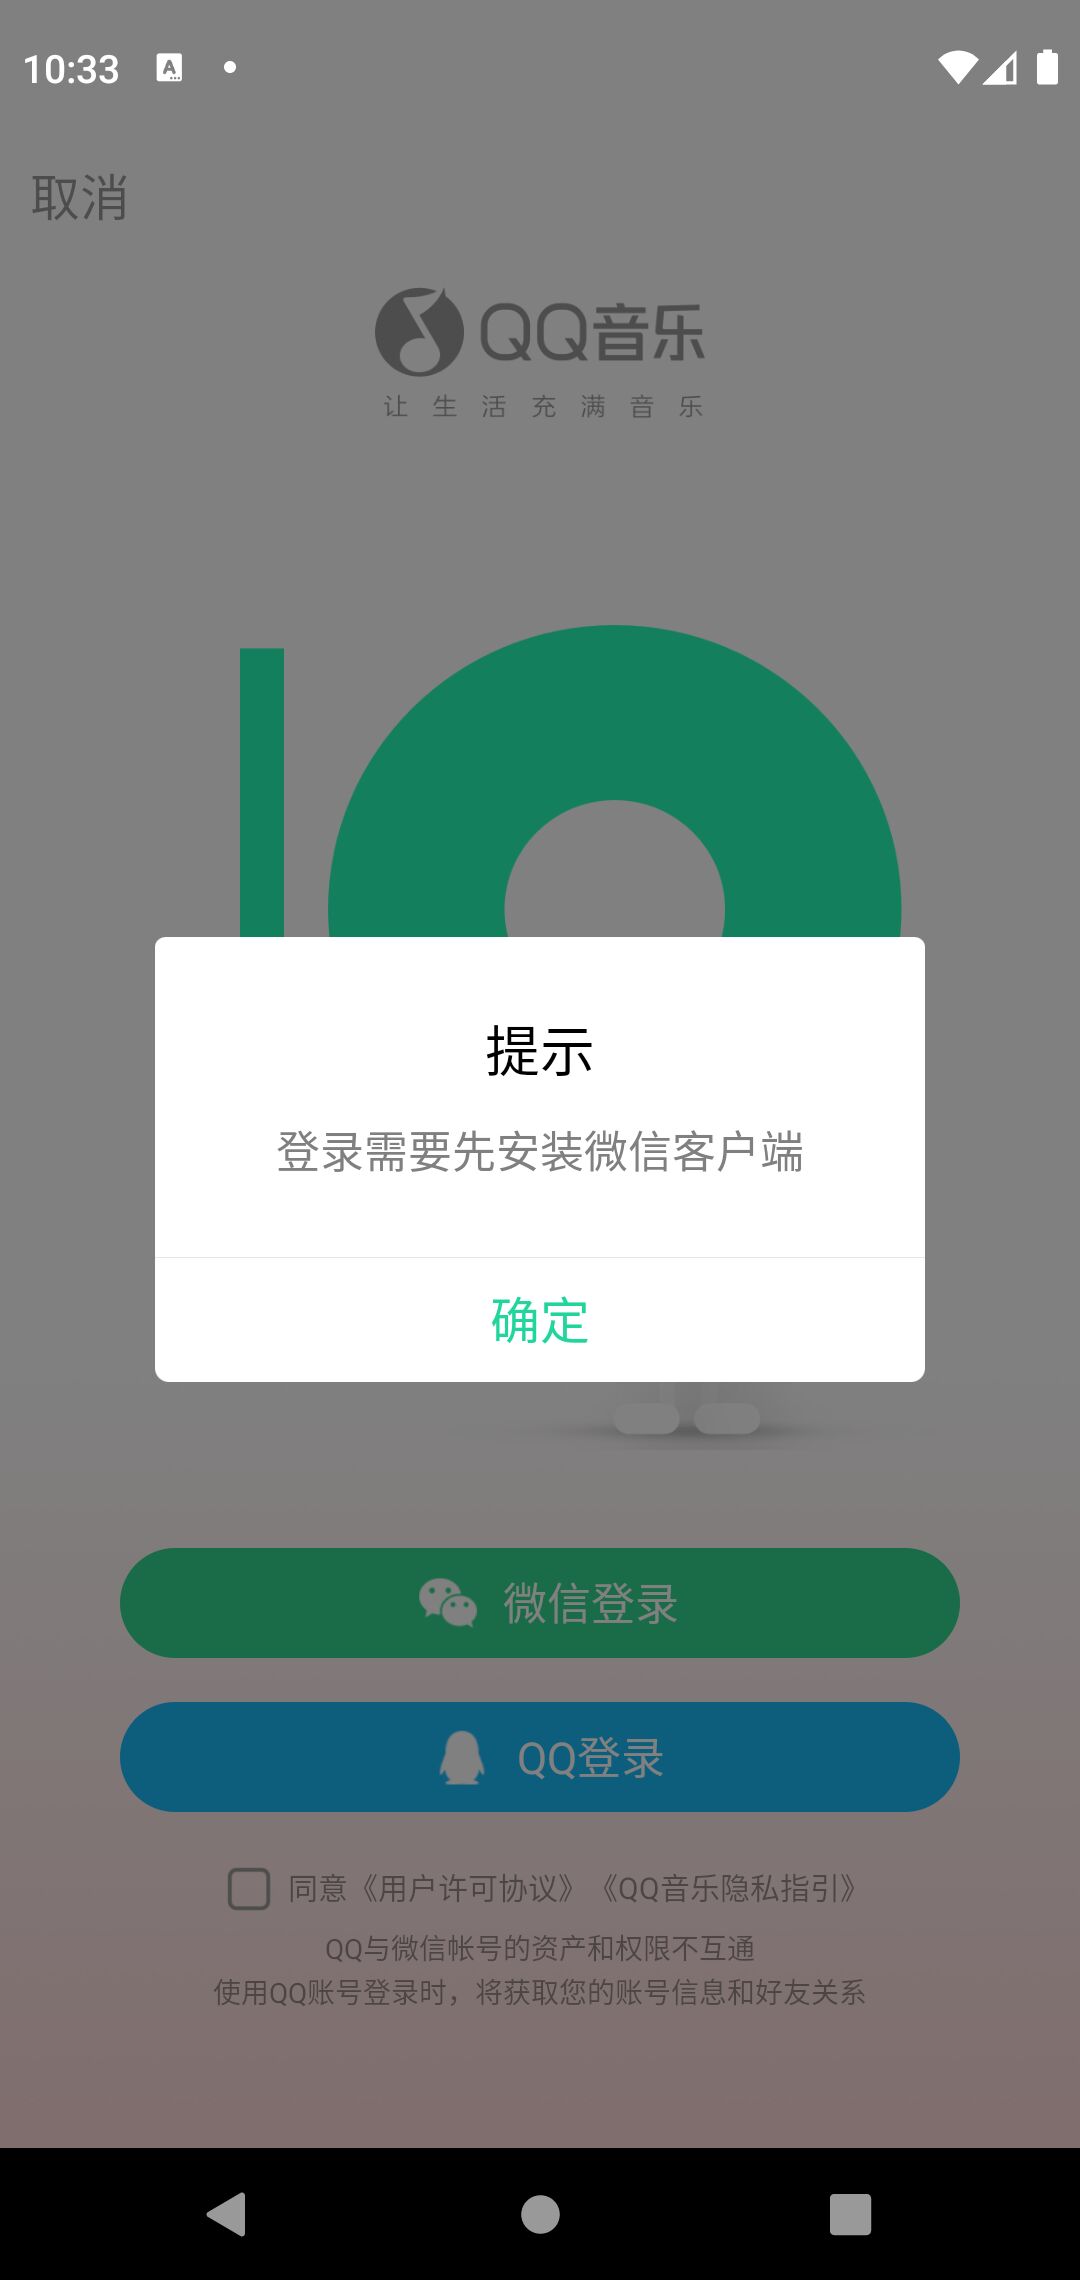 10:33
取消
QQ音乐
让生活充满音乐
提示
登录需要先安装微信客户端
确定
微信登录
QQ登录
同意《用户许可协议》《QQ音乐隐私指引》
QQ与微信帐号的资产和权限不互通
使用QQ账号登录时，将获取您的账号信息和好友关系